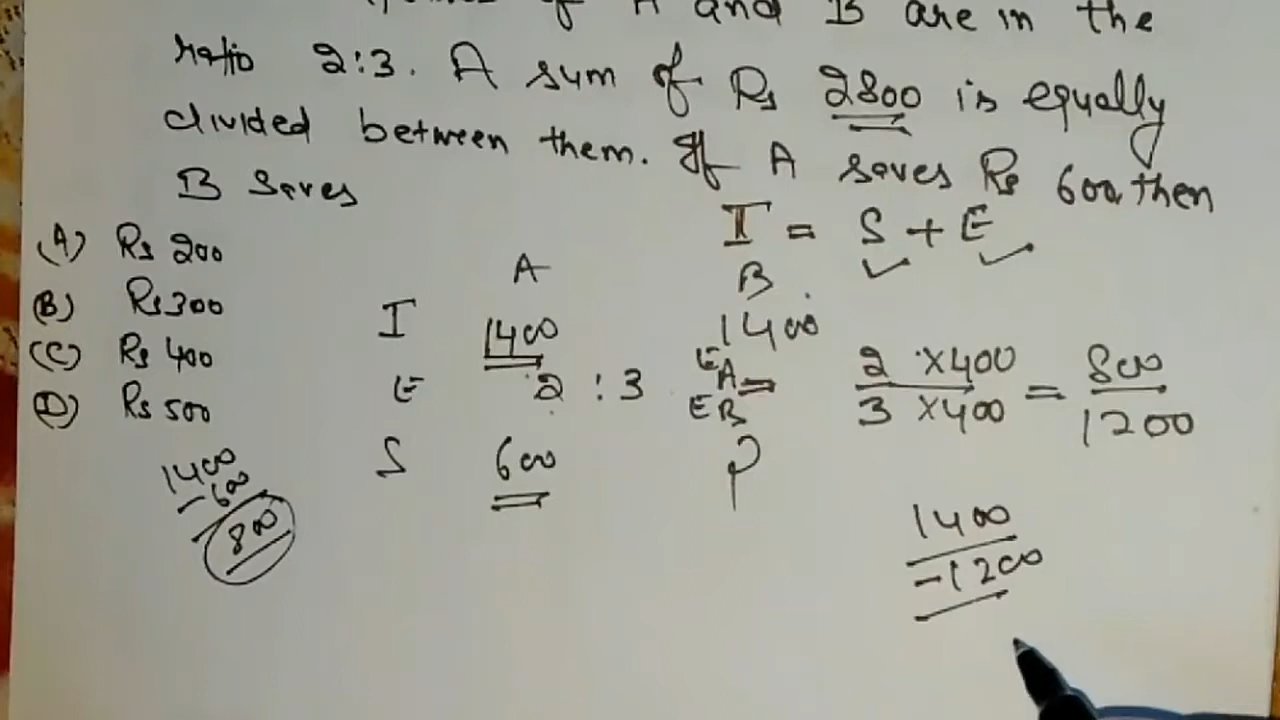 of A and B are in the
ratio 2:3. A sum of Rs 2800 is equally
divided between them. If A saves Rs 600 then
B Saves
I = S + E
(A) Rs 200
(B) Rs 300
(C) Rs 400
(D) Rs 500
A B
I 1400 1400
E 2 : 3
S 600 ?
EA = 2 ×400 = 800
EB 3 ×400 1200
1400
- 600
800
1400
- 1200